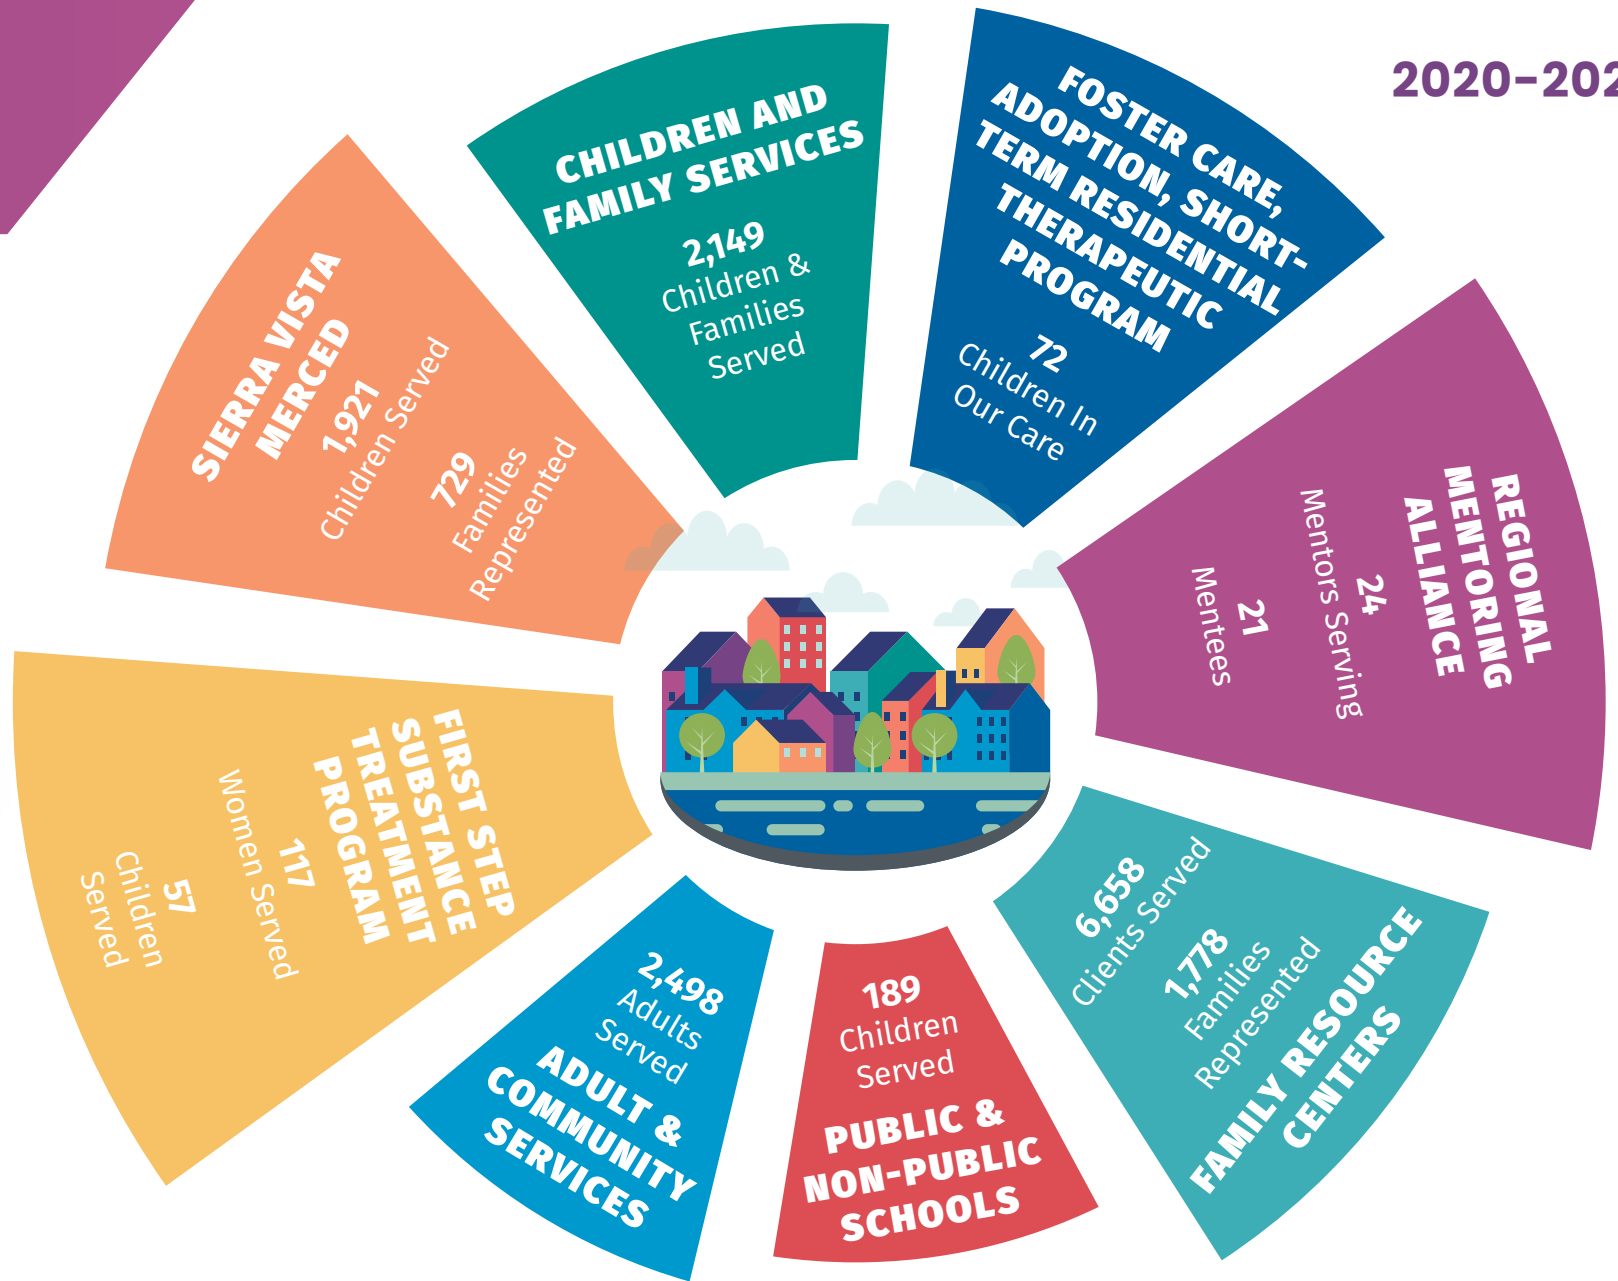 2020-202
CHILDREN AND
FAMILY SERVICES
2,149
Children &
Families
Served
FOSTER CARE,
ADOPTION, SHORT-
TERM RESIDENTIAL
THERAPEUTIC
PROGRAM
72
Children In
Our Care
REGIONAL
MENTORING
ALLIANCE
24
Mentors Serving
21
Mentees
6,658
Clients Served
1,778
Families
Represented
FAMILY RESOURCE
CENTERS
189
Children
Served
PUBLIC &
NON-PUBLIC
SCHOOLS
2,498
Adults
Served
ADULT &
COMMUNITY
SERVICES
FIRST STEP
SUBSTANCE
TREATMENT
PROGRAM
117
Women Served
57
Children
Served
SIERRA VISTA
MERCED
1,921
Children Served
729
Families
Represented